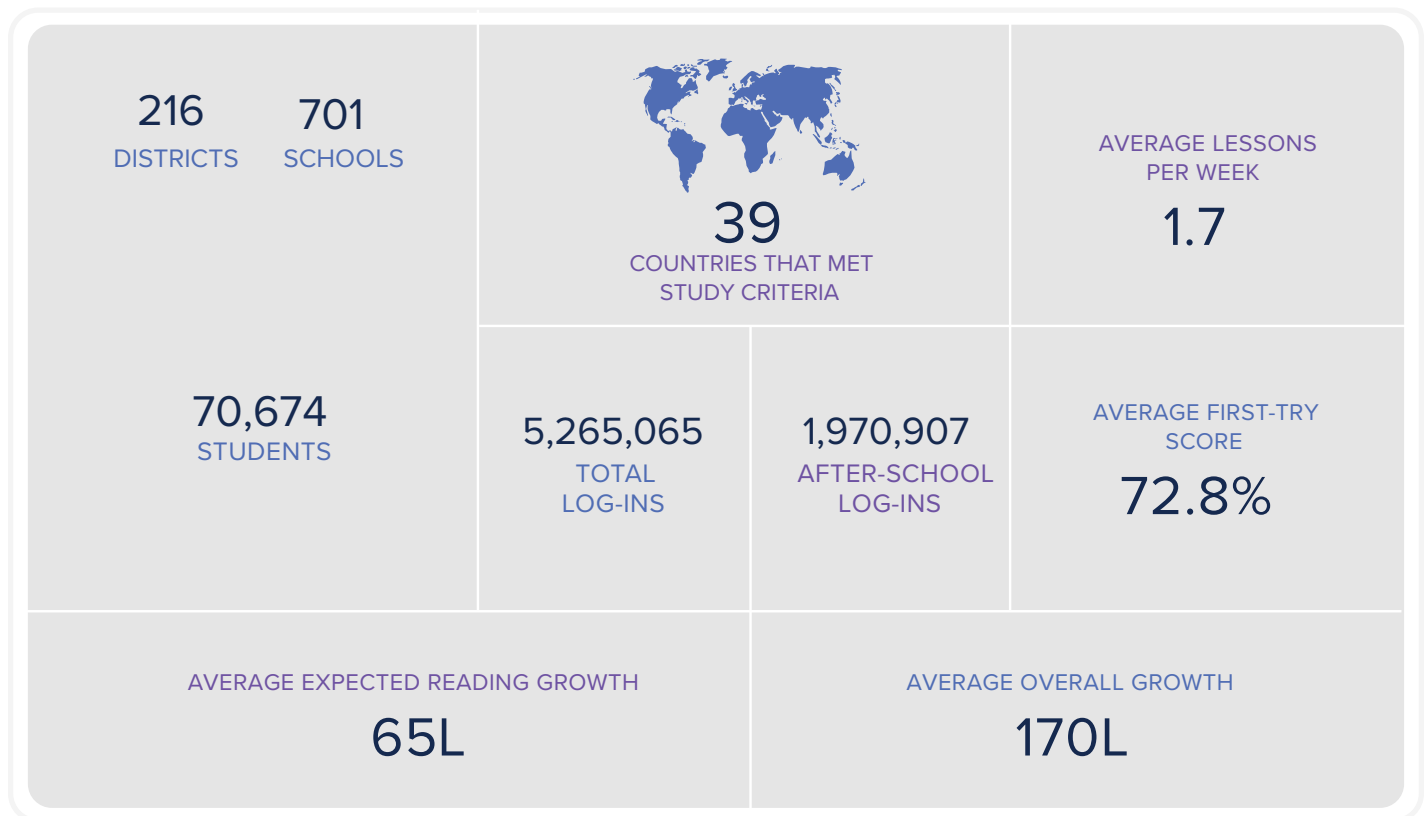 216
DISTRICTS
701
SCHOOLS
70,674
STUDENTS
39
COUNTRIES THAT MET
STUDY CRITERIA
AVERAGE LESSONS
PER WEEK
1.7
5,265,065
TOTAL
LOG-INS
1,970,907
AFTER-SCHOOL
LOG-INS
AVERAGE FIRST-TRY
SCORE
72.8%
AVERAGE EXPECTED READING GROWTH
65L
AVERAGE OVERALL GROWTH
170L